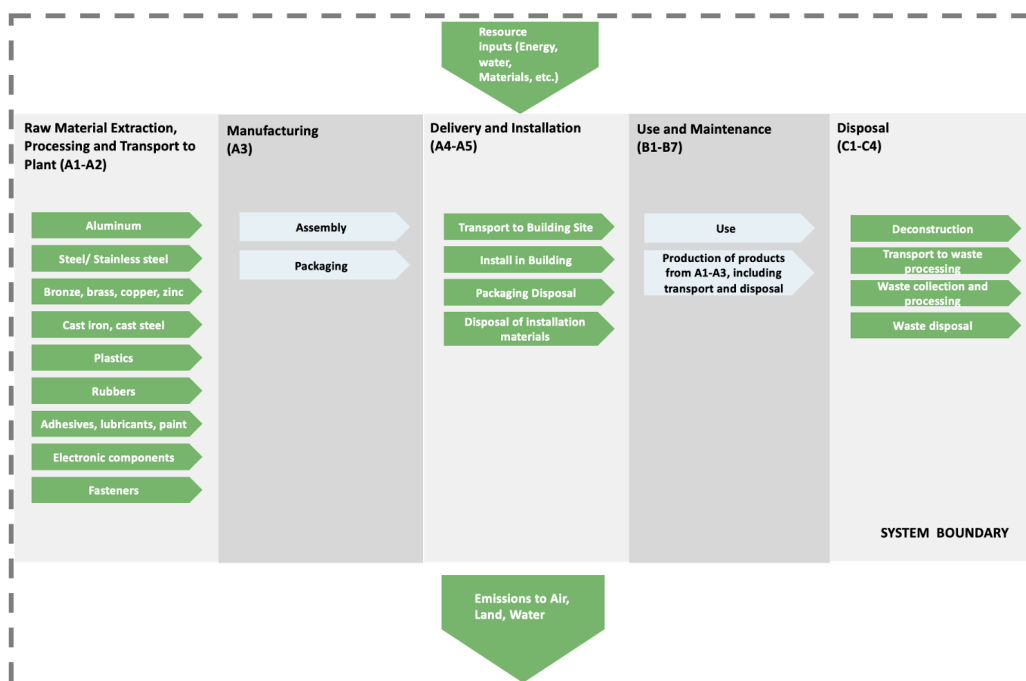 Resource
inputs (Energy,
water,
Materials, etc.)
Raw Material Extraction,
Processing and Transport to
Plant (A1-A2)
Aluminum
Steel/ Stainless steel
Bronze, brass, copper, zinc
Cast iron, cast steel
Plastics
Rubbers
Adhesives, lubricants, paint
Electronic components
Fasteners
Manufacturing
(A3)
Assembly
Packaging
Delivery and Installation
(A4-A5)
Transport to Building Site
Install in Building
Packaging Disposal
Disposal of installation
materials
Use and Maintenance
(B1-B7)
Use
Production of products
from A1-A3, including
transport and disposal
Disposal
(C1-C4)
Deconstruction
Transport to waste
processing
Waste collection and
processing
Waste disposal
SYSTEM BOUNDARY
Emissions to Air,
Land, Water